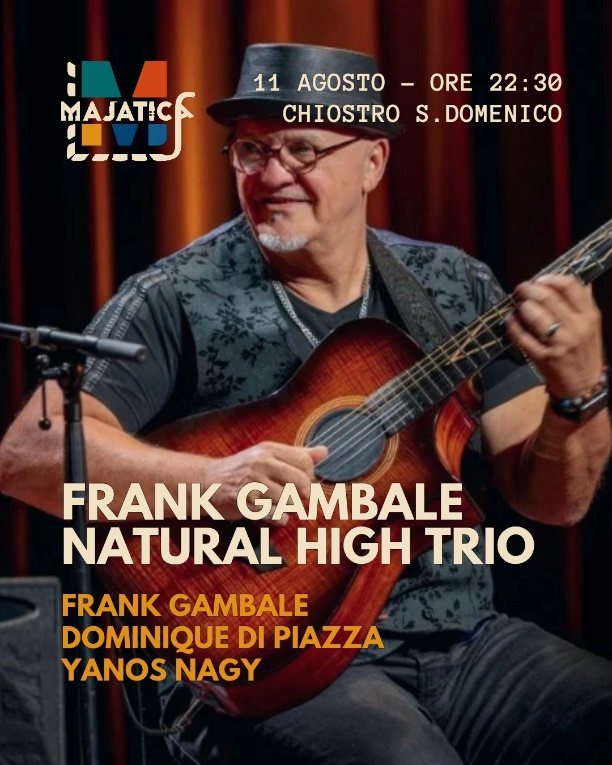 MAJATICA
11 AGOSTO – ORE 22:30
CHIOSTRO S.DOMENICO
FRANK GAMBALE
NATURAL HIGH TRIO
FRANK GAMBALE
DOMINIQUE DI PIAZZA
YANOS NAGY